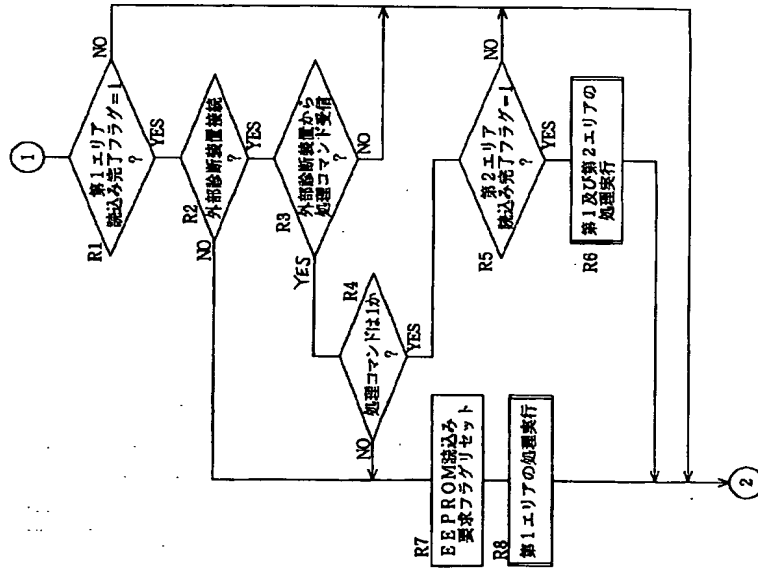 1
R1
第1エリア
読込み完了フラグ=1
?
NO
YES
R2
外部診断装置接続
?
NO
YES
R3
外部診断装置から
処理コマンド受信
?
YES
NO
R4
処理コマンドは1か
?
NO
YES
R5
第2エリア
読込み完了フラグ=1
?
NO
YES
R6
第1及び第2エリアの
処理実行
R7
EEPROM読込み
要求フラグリセット
R8
第1エリアの処理実行
2